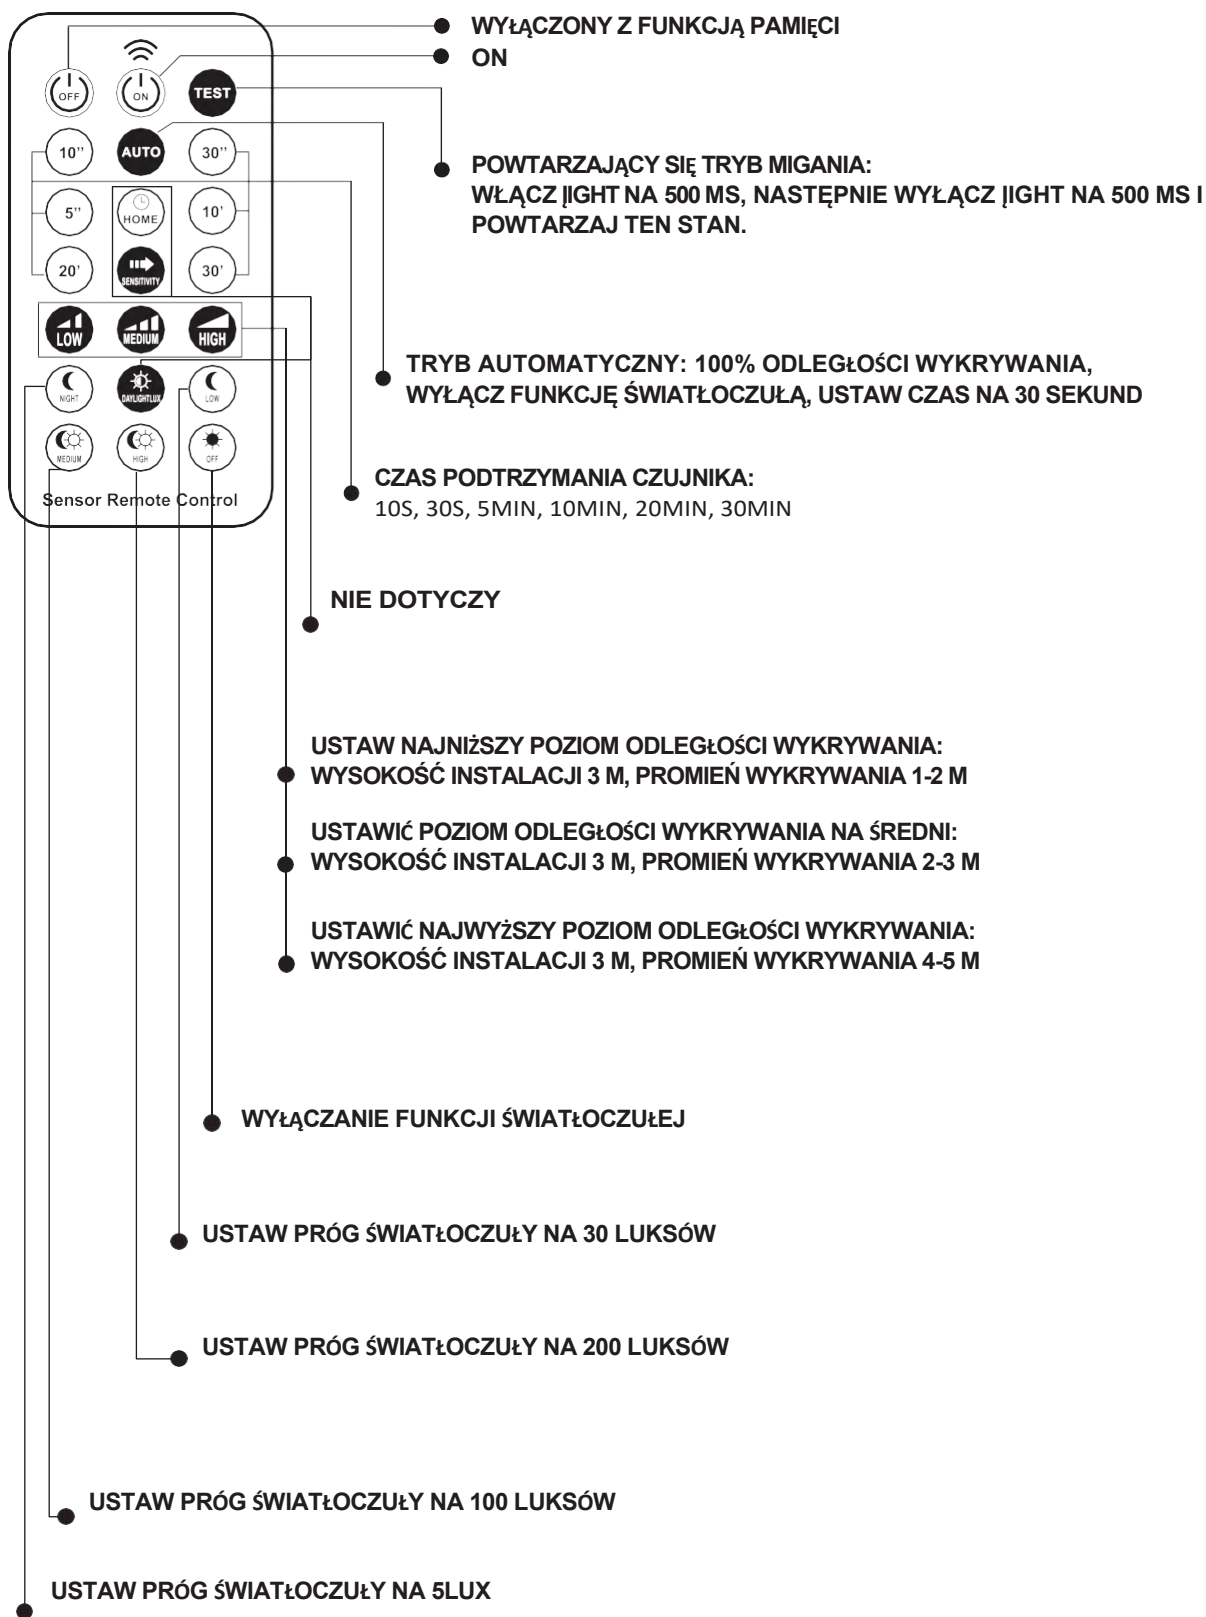 WYŁĄCZONY Z FUNKCJĄ PAMIĘCI
ON
OFF
ON
TEST
10''
AUTO
30''
POWTARZAJĄCY SIĘ TRYB MIGANIA:
WŁĄCZ ĮIGHT NA 500 MS, NASTĘPNIE WYŁĄCZ ĮIGHT NA 500 MS I
POWTARZAJ TEN STAN.
5''
HOME
10'
20'
SENSITIVITY
30'
LOW
MEDIUM
HIGH
TRYB AUTOMATYCZNY: 100% ODLEGŁOŚCI WYKRYWANIA,
WYŁĄCZ FUNKCJĘ ŚWIATŁOCZUŁĄ, USTAW CZAS NA 30 SEKUND
NIGHT
DAYLIGHTLUX
LOW
MEDIUM
HIGH
OFF
Sensor Remote Control
CZAS PODTRZYMANIA CZUJNIKA:
10S, 30S, 5MIN, 10MIN, 20MIN, 30MIN
NIE DOTYCZY
USTAW NAJNIŻSZY POZIOM ODLEGŁOŚCI WYKRYWANIA:
WYSOKOŚĆ INSTALACJI 3 M, PROMIEŃ WYKRYWANIA 1-2 M
USTAWIĆ POZIOM ODLEGŁOŚCI WYKRYWANIA NA ŚREDNI:
WYSOKOŚĆ INSTALACJI 3 M, PROMIEŃ WYKRYWANIA 2-3 M
USTAWIĆ NAJWYŻSZY POZIOM ODLEGŁOŚCI WYKRYWANIA:
WYSOKOŚĆ INSTALACJI 3 M, PROMIEŃ WYKRYWANIA 4-5 M
WYŁĄCZANIE FUNKCJI ŚWIATŁOCZUŁEJ
USTAW PRÓG ŚWIATŁOCZUŁY NA 30 LUKSÓW
USTAW PRÓG ŚWIATŁOCZUŁY NA 200 LUKSÓW
USTAW PRÓG ŚWIATŁOCZUŁY NA 100 LUKSÓW
USTAW PRÓG ŚWIATŁOCZUŁY NA 5LUX